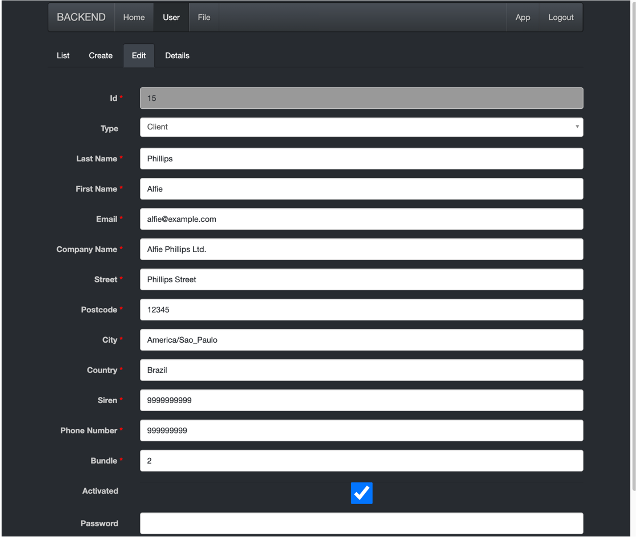 BACKEND Home User File App Logout
List Create Edit Details
Id * 15
Type Client
Last Name * Phillips
First Name * Alfie
Email * alfie@example.com
Company Name * Alfie Phillips Ltd.
Street * Phillips Street
Postcode * 12345
City * America/Sao_Paulo
Country * Brazil
Siren * 9999999999
Phone Number * 999999999
Bundle * 2
Activated
Password